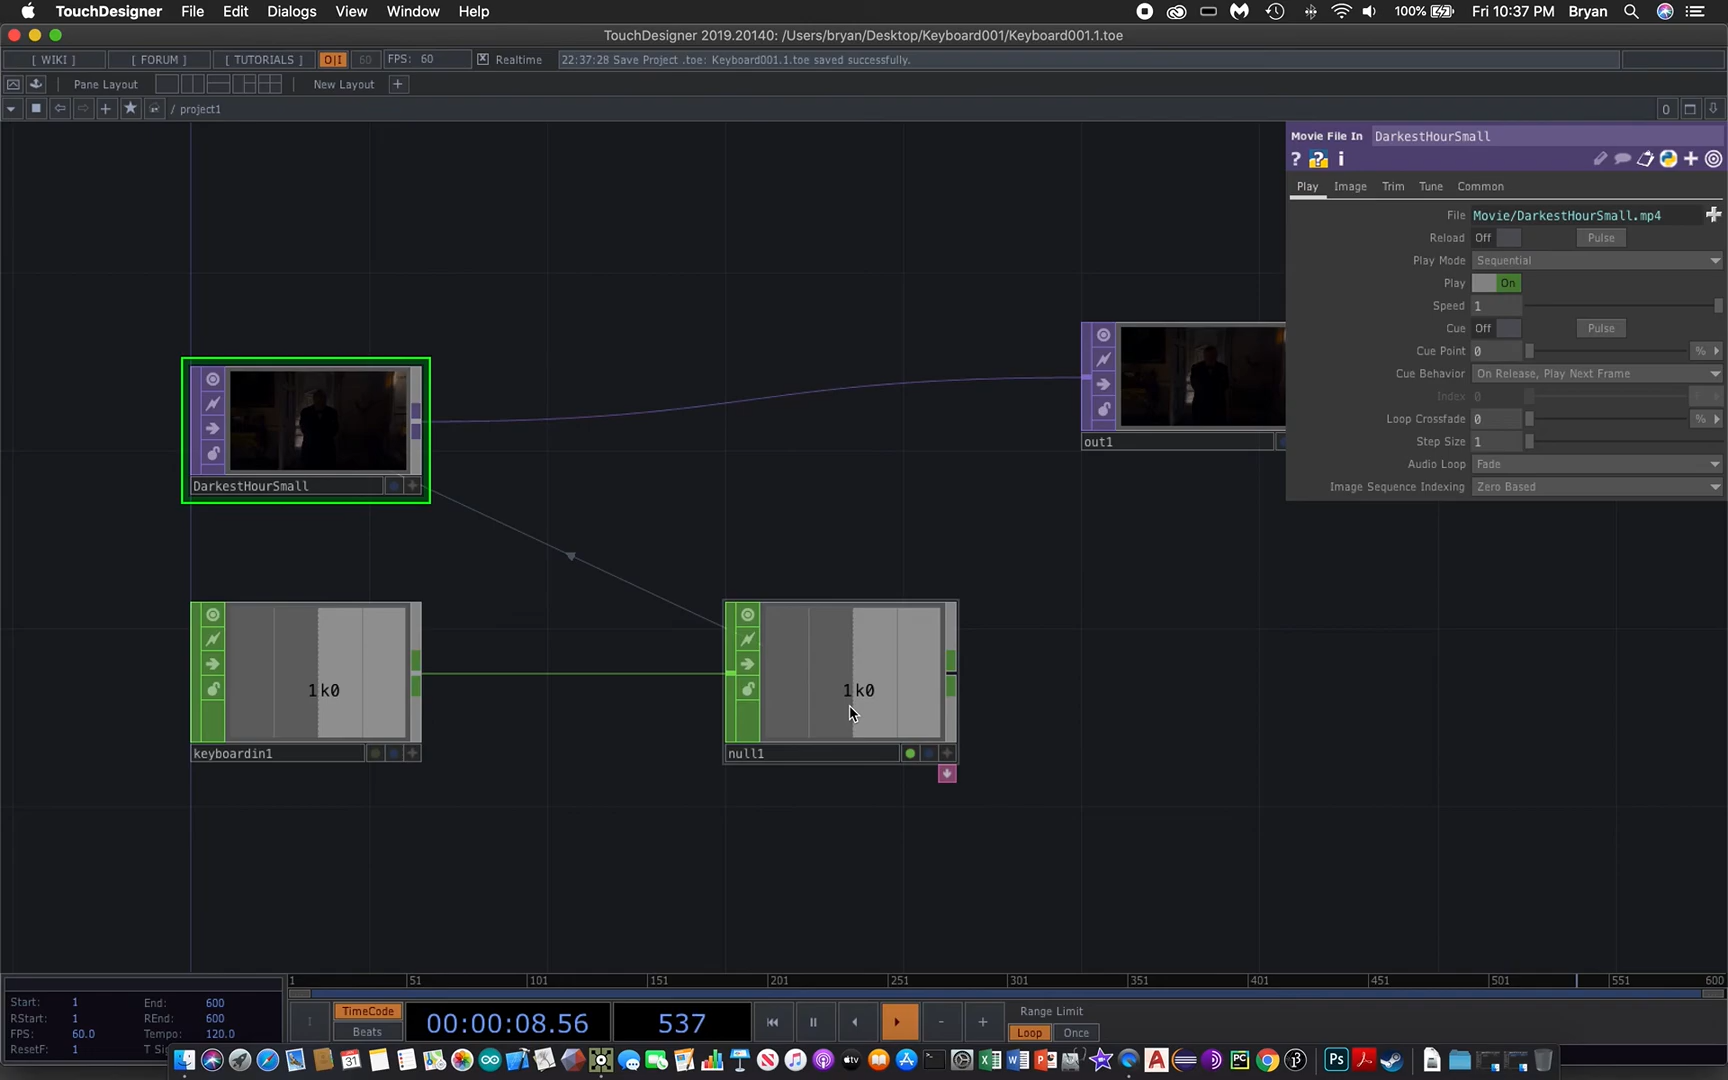 TouchDesigner File Edit Dialogs View Window Help 100% Fri 10:37 PM Bryan
TouchDesigner 2019.20140: /Users/bryan/Desktop/Keyboard001/Keyboard001.1.toe
[ WIKI ] [ FORUM ] [ TUTORIALS ] O|I 60 FPS: 60 Realtime 22:37:28 Save Project .toe: Keyboard001.1.toe saved successfully.
Pane Layout New Layout +
/ project1 0
Movie File In DarkestHourSmall
? ? i
Play Image Trim Tune Common
File Movie/DarkestHourSmall.mp4
Reload Off Pulse
Play Mode Sequential
Play On
Speed 1
Cue Off Pulse
Cue Point 0 %
Cue Behavior On Release, Play Next Frame
Index 0
Loop Crossfade 0 %
Step Size 1
Audio Loop Fade
Image Sequence Indexing Zero Based
out1
DarkestHourSmall
1 k0
keyboardin1
1 k0
null1
1 51 101 151 201 251 301 351 401 451 501 551 600
Start: 1 End: 600
RStart: 1 REnd: 600
FPS: 60.0 Tempo: 120.0
ResetF: 1 T Sig
TimeCode
Beats
00:00:08.56
537
Range Limit
Loop Once